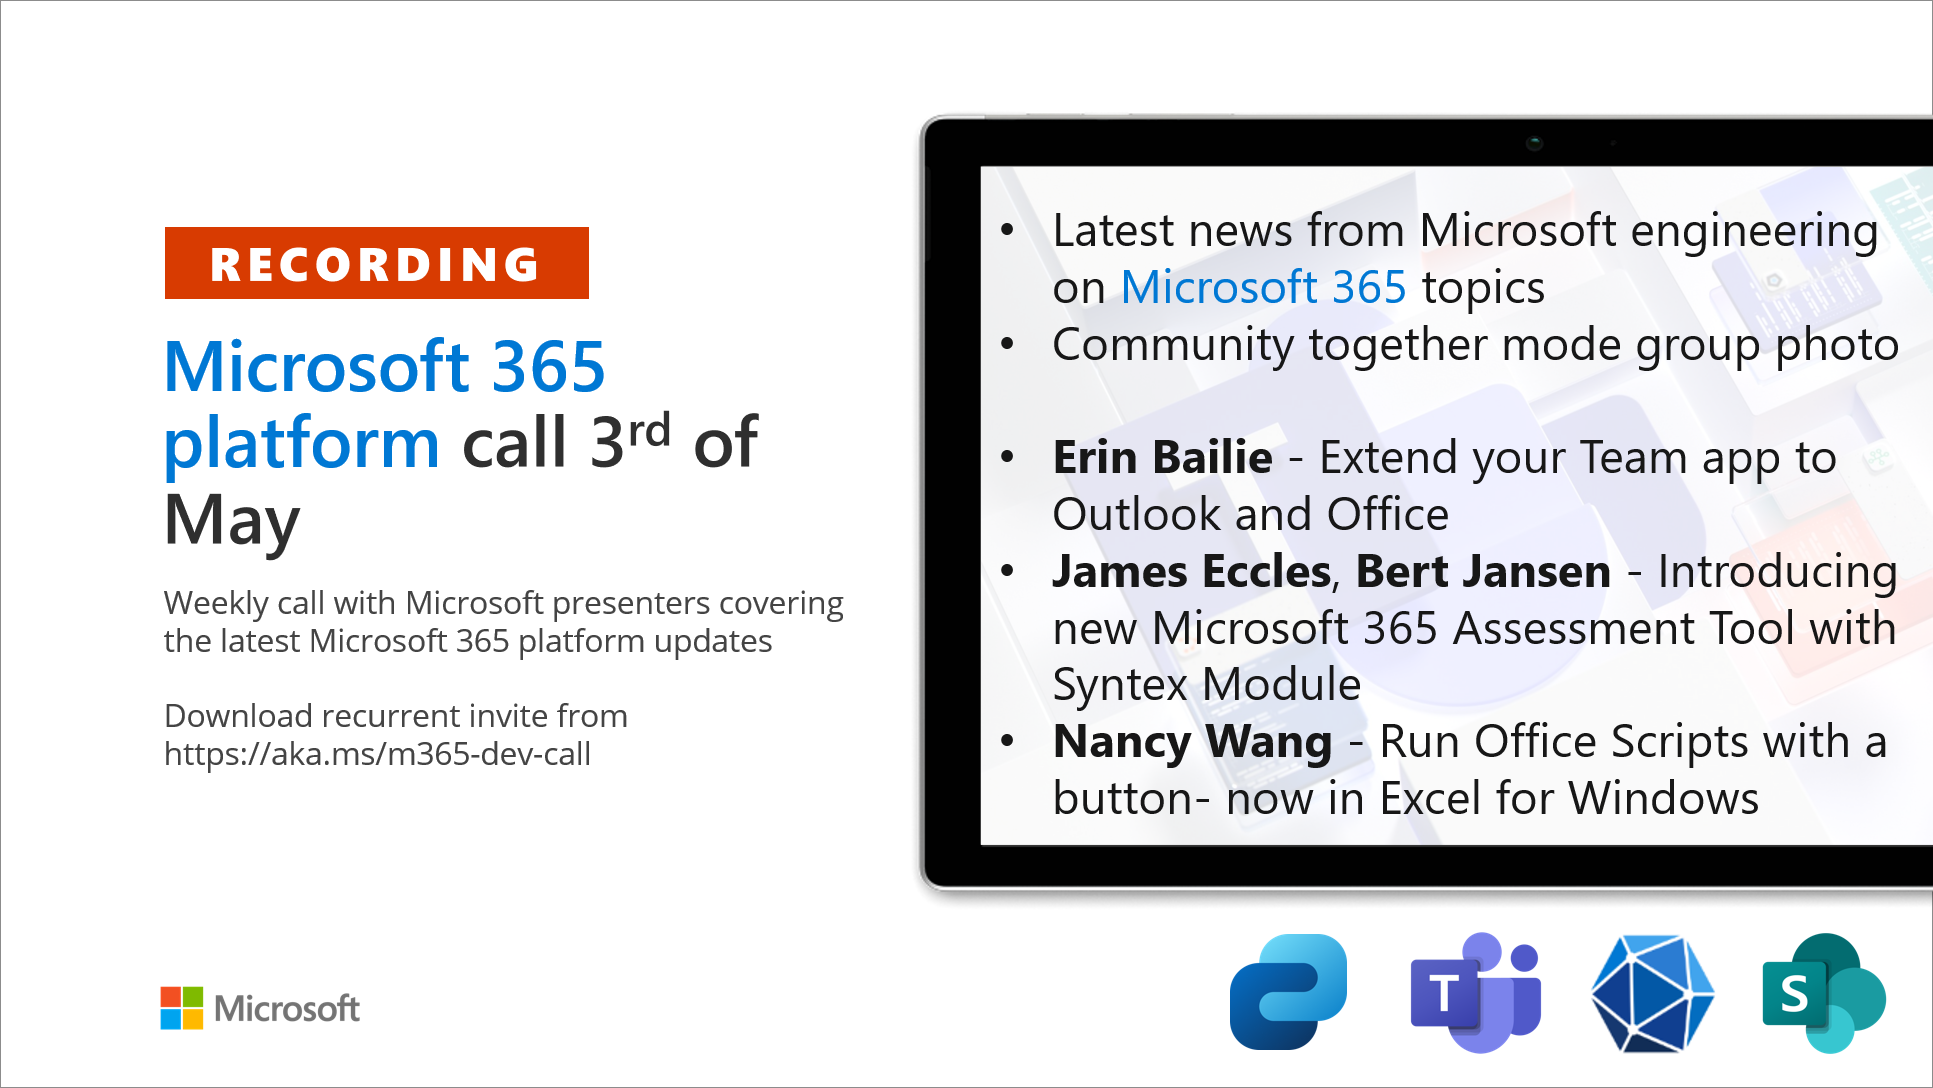 RECORDING
Microsoft 365
platform call 3rd of
May
Weekly call with Microsoft presenters covering
the latest Microsoft 365 platform updates
Download recurrent invite from
https://aka.ms/m365-dev-call
Microsoft
• Latest news from Microsoft engineering
on Microsoft 365 topics
• Community together mode group photo
• Erin Bailie - Extend your Team app to
Outlook and Office
• James Eccles, Bert Jansen - Introducing
new Microsoft 365 Assessment Tool with
Syntex Module
• Nancy Wang - Run Office Scripts with a
button- now in Excel for Windows
T
S